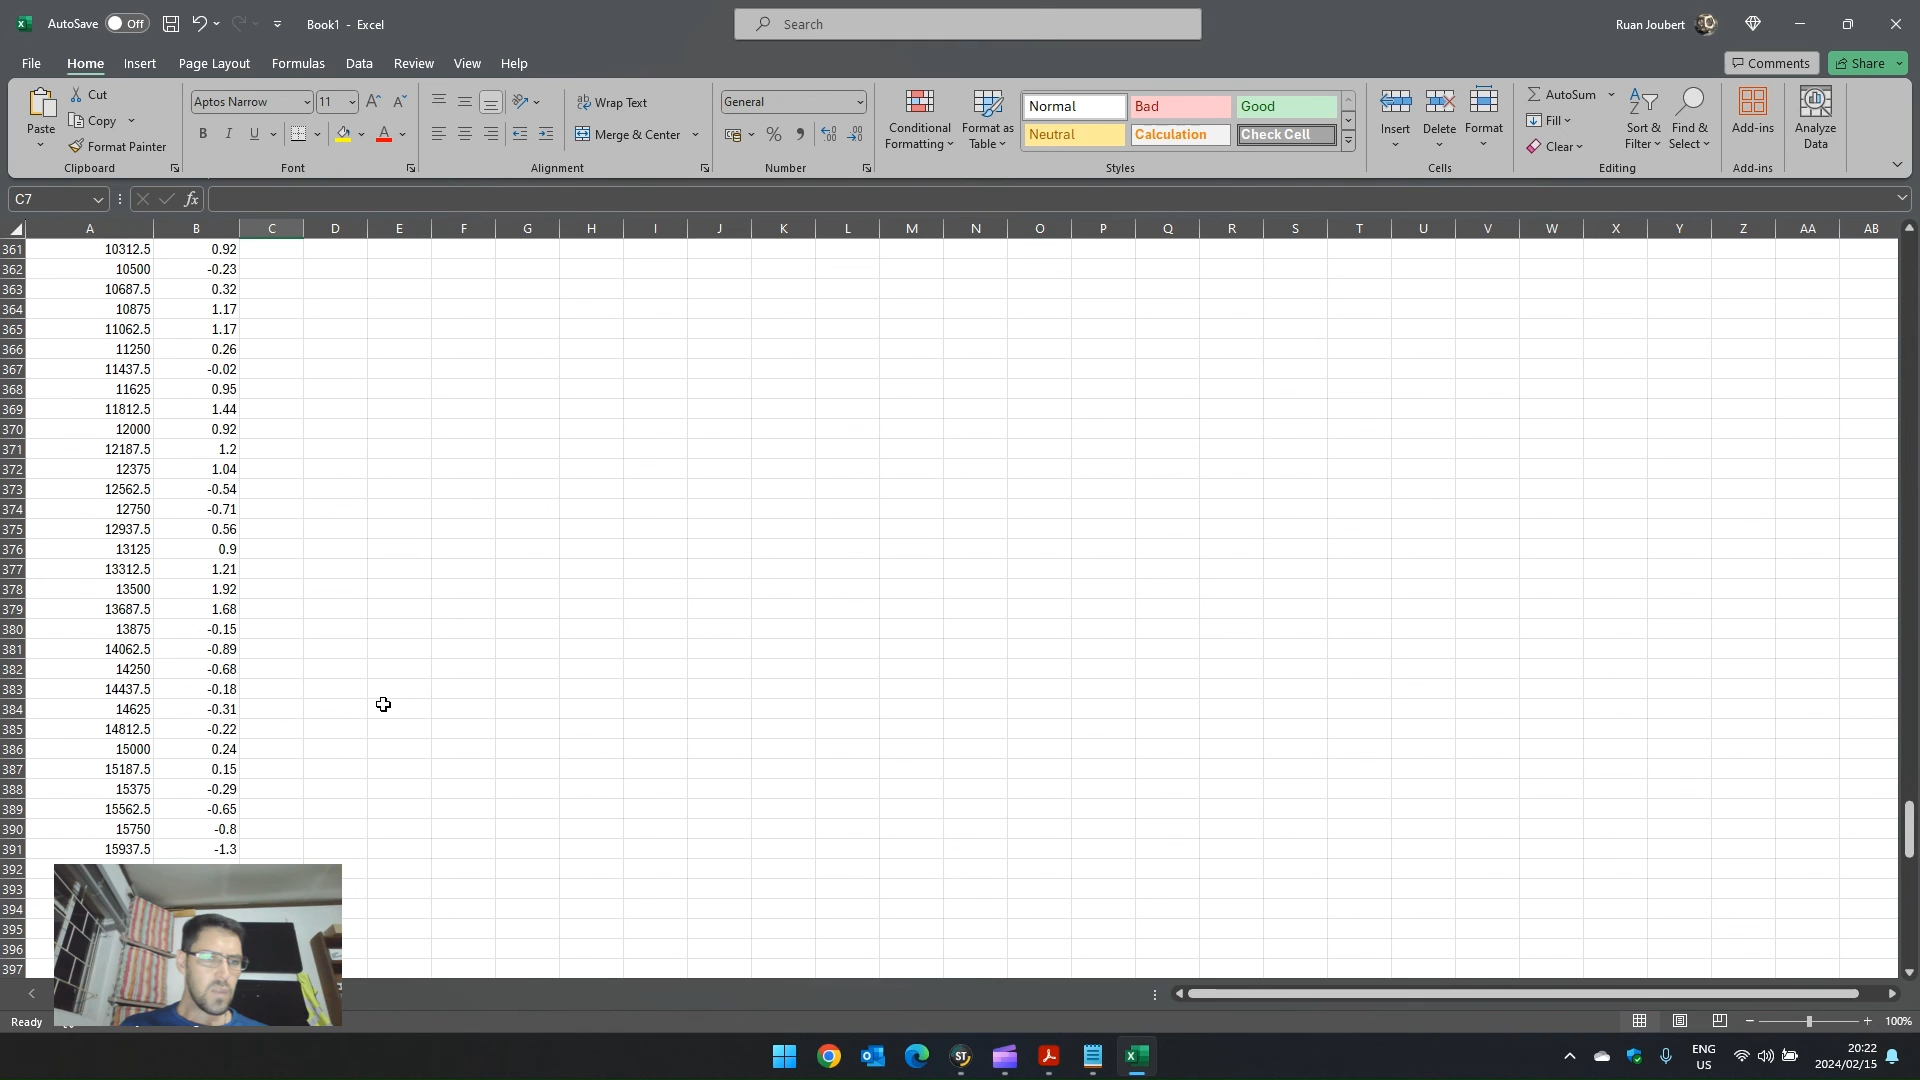 AutoSave Off Book1 - Excel Search Ruan Joubert
File Home Insert Page Layout Formulas Data Review View Help Comments Share
Cut Aptos Narrow 11 Wrap Text General Normal Bad Good AutoSum
Paste Copy Merge & Center Conditional Formatting Format as Table Neutral Calculation Check Cell Insert Delete Format Fill Sort & Filter Find & Select Add-ins Analyze Data
Format Painter Clear
Clipboard Font Alignment Number Styles Cells Editing Add-ins
C7 fx
A B C D E F G H I J K L M N O P Q R S T U V W X Y Z AA AB
361 10312.5 0.92
362 10500 -0.23
363 10687.5 0.32
364 10875 1.17
365 11062.5 1.17
366 11250 0.26
367 11437.5 -0.02
368 11625 0.95
369 11812.5 1.44
370 12000 0.92
371 12187.5 1.2
372 12375 1.04
373 12562.5 -0.54
374 12750 -0.71
375 12937.5 0.56
376 13125 0.9
377 13312.5 1.21
378 13500 1.92
379 13687.5 1.68
380 13875 -0.15
381 14062.5 -0.89
382 14250 -0.68
383 14437.5 -0.18
384 14625 -0.31
385 14812.5 -0.22
386 15000 0.24
387 15187.5 0.15
388 15375 -0.29
389 15562.5 -0.65
390 15750 -0.8
391 15937.5 -1.3
392
393
394
395
396
397
Ready 100%
ENG US 20:22
2024/02/15